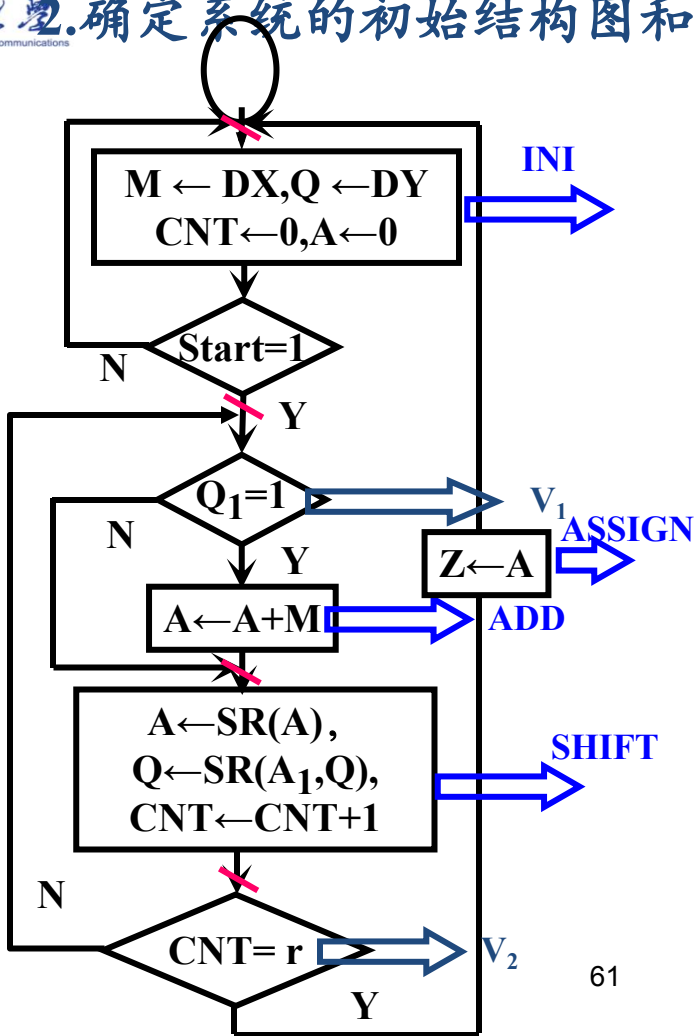 2.确定系统的初始结构图和
mmunications
INI
M ← DX,Q ←DY
CNT←0,A←0
Start=1
N
Y
Q1=1
V1
N
Y
ASSIGN
Z←A
A←A+M
ADD
A←SR(A),
Q←SR(A1,Q),
CNT←CNT+1
SHIFT
N
CNT= r
V2
Y
61